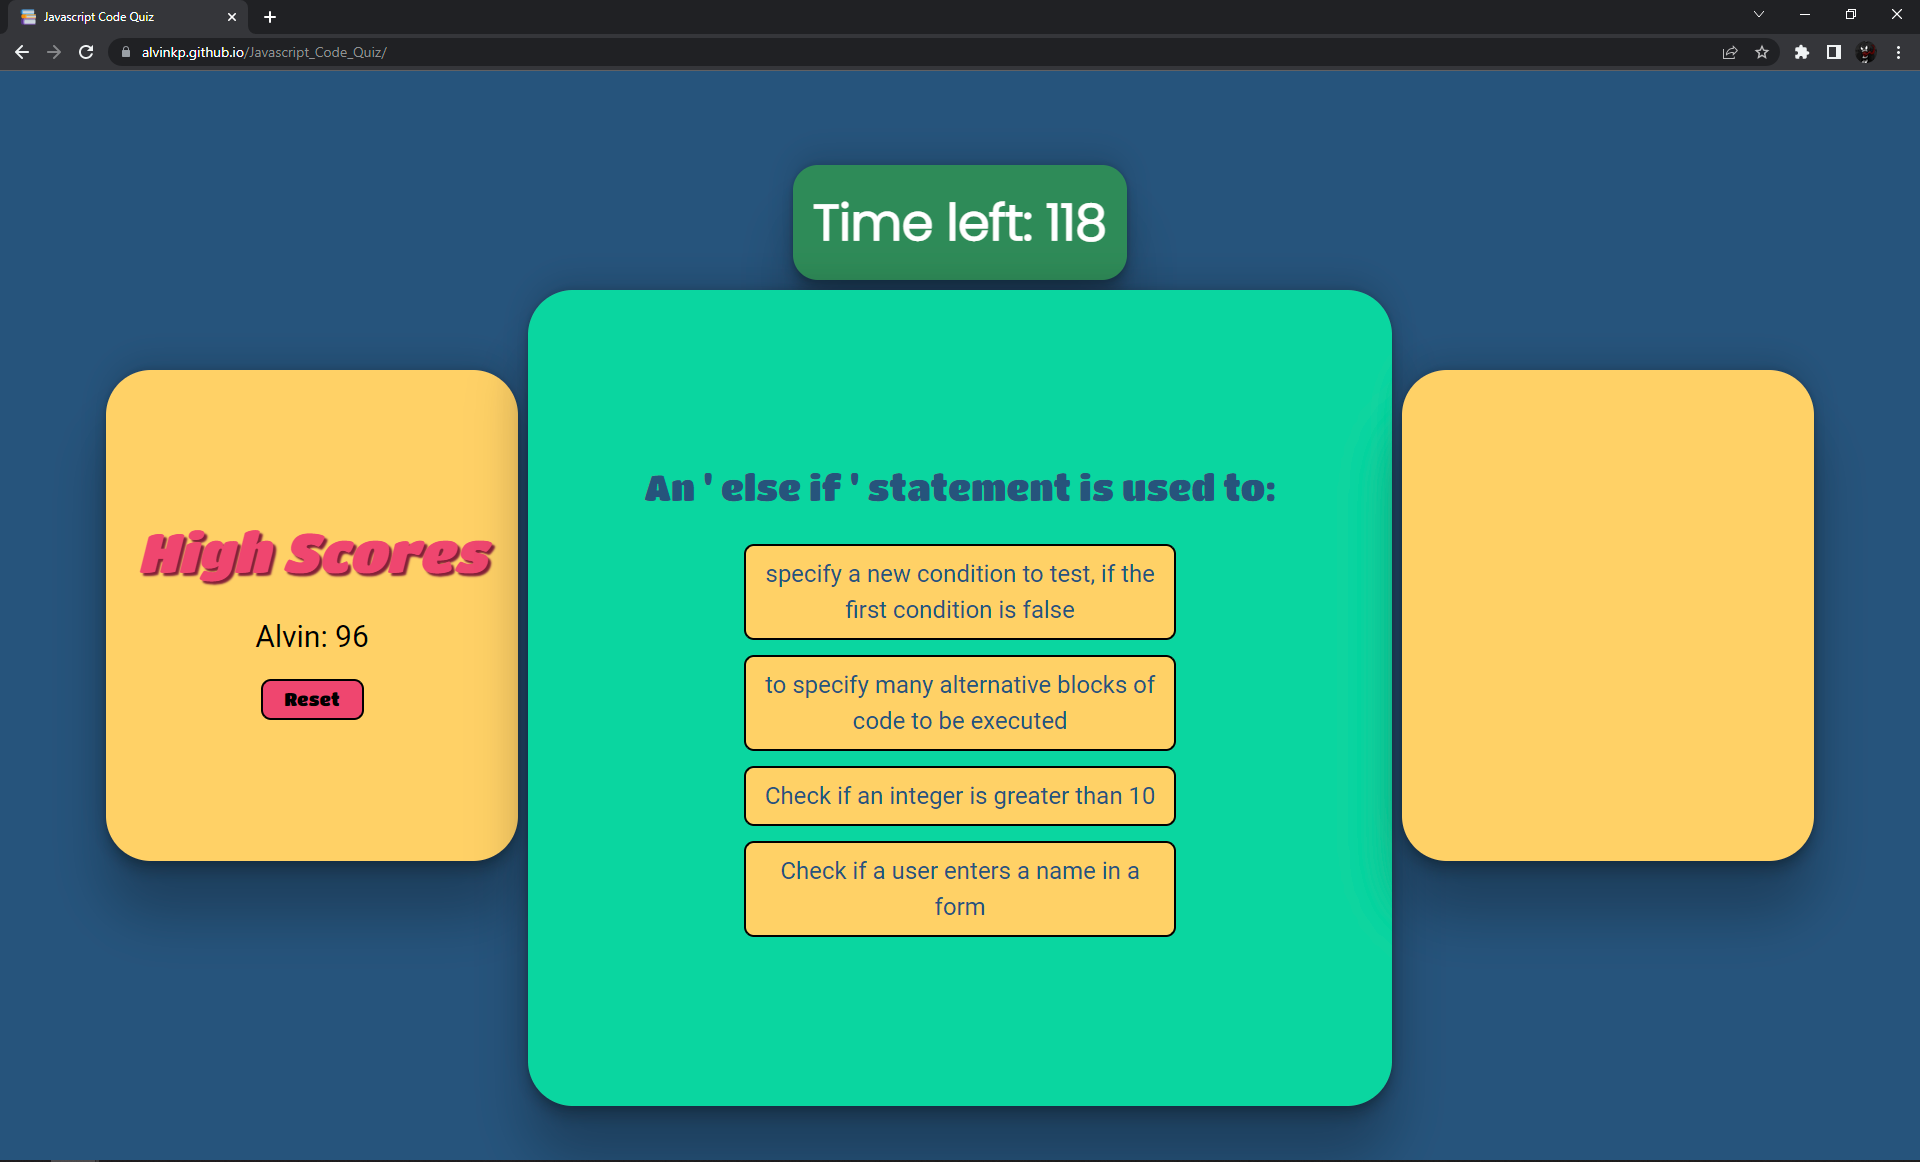 Javascript Code Quiz
alvinkp.github.io/Javascript_Code_Quiz/
Time left: 118
High Scores
Alvin: 96
Reset
An ' else if ' statement is used to:
specify a new condition to test, if the
first condition is false
to specify many alternative blocks of
code to be executed
Check if an integer is greater than 10
Check if a user enters a name in a
form